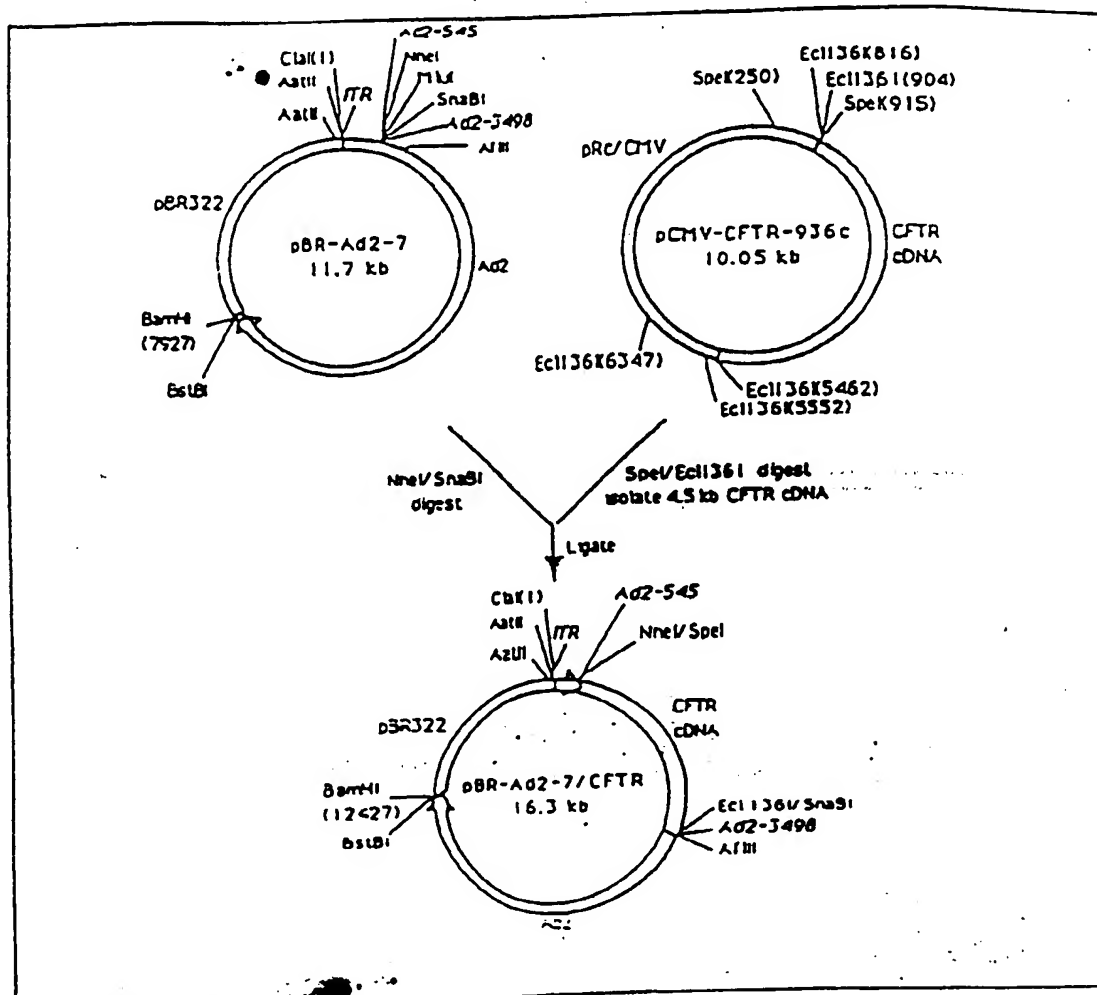 Ad2-545
NheI
MluI
SnaBI
Ad2-3498
AflII
ClaI(1)
AatII
ITR
AatII
pBR322
pBR-Ad2-7
11.7 kb
Ad2
BamHI
(7927)
BstBI
Ecl136I(816)
Ecl136I(904)
SpeI(915)
SpeI(250)
pRc/CMV
pCMV-CFTR-936c
10.05 kb
CFTR
cDNA
Ecl136I(6347)
Ecl136I(5462)
Ecl136I(5552)
NheI/SnaBI
digest
SpeI/Ecl136I digest
isolate 4.5 kb CFTR cDNA
Ligate
ClaI(1)
AatII
ITR
Ad2-545
NheI/SpeI
pBR322
CFTR
cDNA
pBR-Ad2-7/CFTR
16.3 kb
BamHI
BstBI
Ecl136I/SnaBI
Ad2-3498
AflII